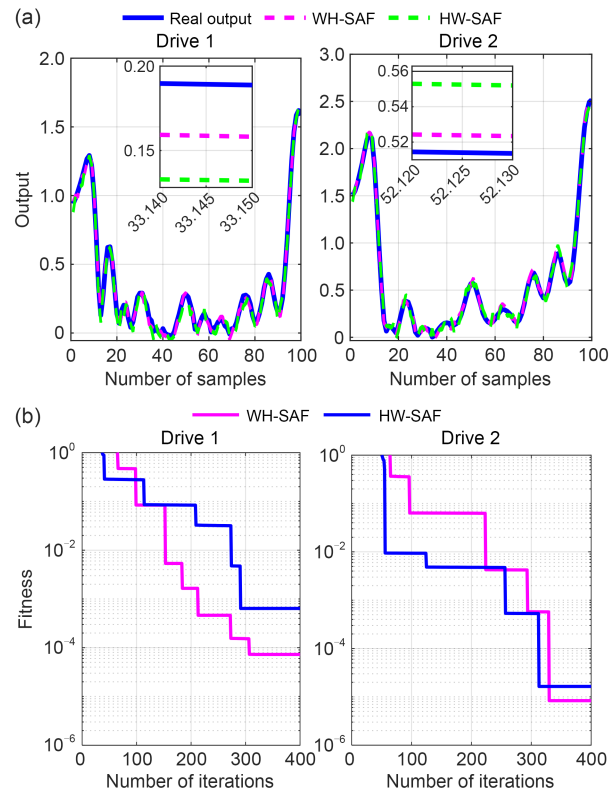 (a)
Real output WH-SAF HW-SAF
Drive 1 Drive 2
Output
2.0
1.5
1.0
0.5
0
0 20 40 60 80 100
Number of samples
0.20
0.15
33.140 33.145 33.150
3.0
2.5
2.0
1.5
1.0
0.5
0
0 20 40 60 80 100
Number of samples
0.56
0.54
0.52
52.120 52.125 52.130
(b)
WH-SAF HW-SAF
Drive 1 Drive 2
Fitness
10^0
10^-2
10^-4
10^-6
0 100 200 300 400
Number of iterations
10^0
10^-2
10^-4
10^-6
0 100 200 300 400
Number of iterations